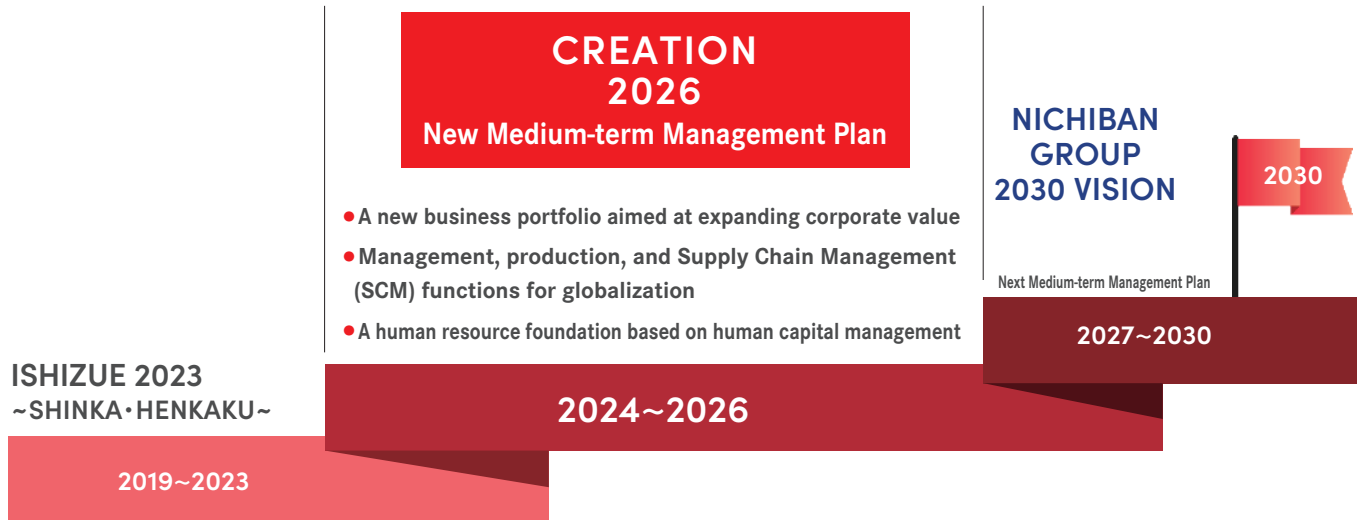 ISHIZUE 2023
~SHINKA・HENKAKU~
2019~2023
CREATION
2026
New Medium-term Management Plan
●A new business portfolio aimed at expanding corporate value
●Management, production, and Supply Chain Management
(SCM) functions for globalization
●A human resource foundation based on human capital management
2024~2026
NICHIBAN
GROUP
2030 VISION
2030
Next Medium-term Management Plan
2027~2030